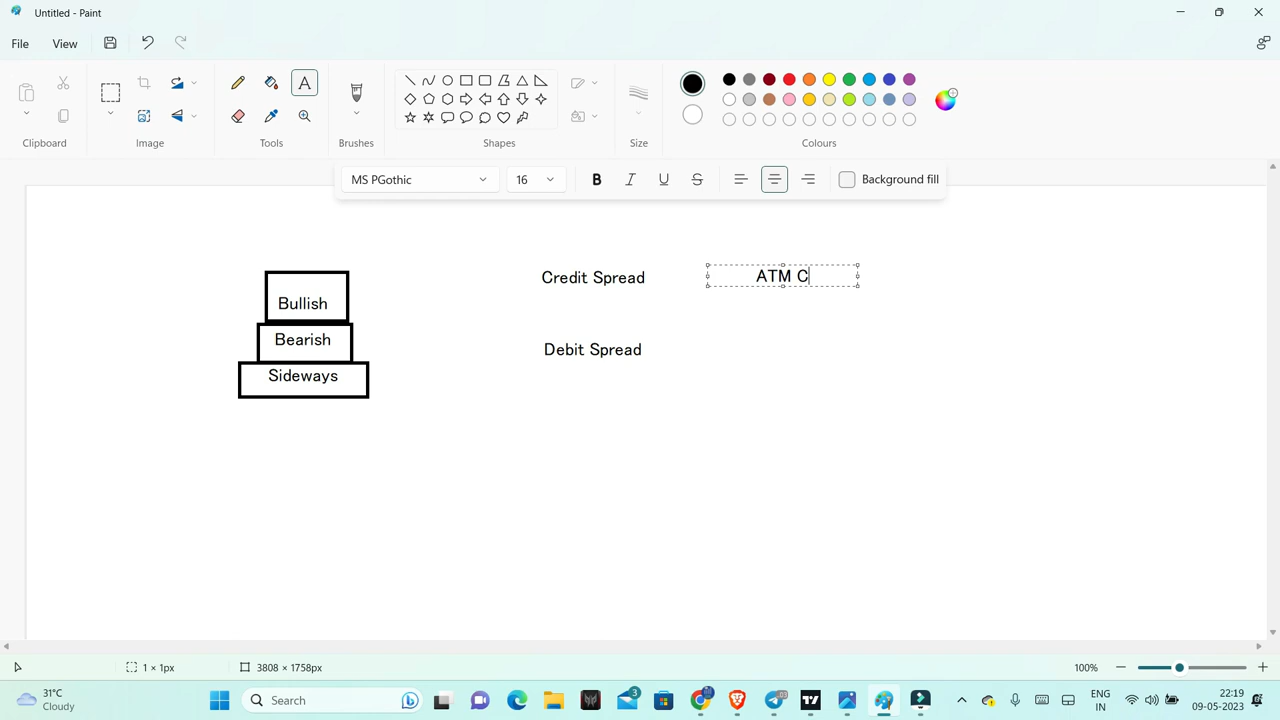 Untitled - Paint
File View
Clipboard Image Tools Brushes Shapes Size Colours
MS PGothic 16 B I U S Background fill
Bullish
Bearish
Sideways
Credit Spread
Debit Spread
ATM C
1 × 1px 3808 × 1758px 100%
31°C
Cloudy
Search
3
03
ENG
IN
22:19
09-05-2023